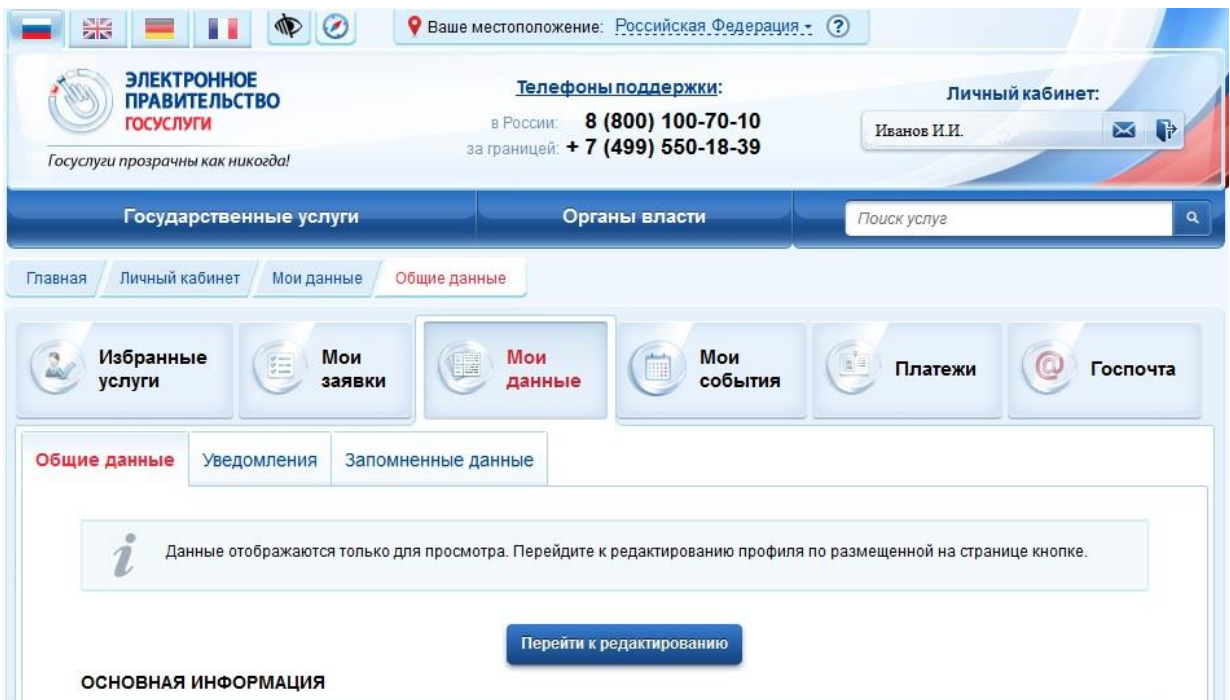 Ваше местоположение: Российская Федерация ?
ЭЛЕКТРОННОЕ
ПРАВИТЕЛЬСТВО
ГОСУСЛУГИ
Госуслуги прозрачны как никогда!
Телефоны поддержки:
в России: 8 (800) 100-70-10
за границей: + 7 (499) 550-18-39
Личный кабинет:
Иванов И.И.
Государственные услуги
Органы власти
Поиск услуг
Главная Личный кабинет Мои данные Общие данные
Избранные
услуги
Мои
заявки
Мои
данные
Мои
события
Платежи
Госпочта
Общие данные Уведомления Запомненные данные
i
Данные отображаются только для просмотра. Перейдите к редактированию профиля по размещенной на странице кнопке.
Перейти к редактированию
ОСНОВНАЯ ИНФОРМАЦИЯ